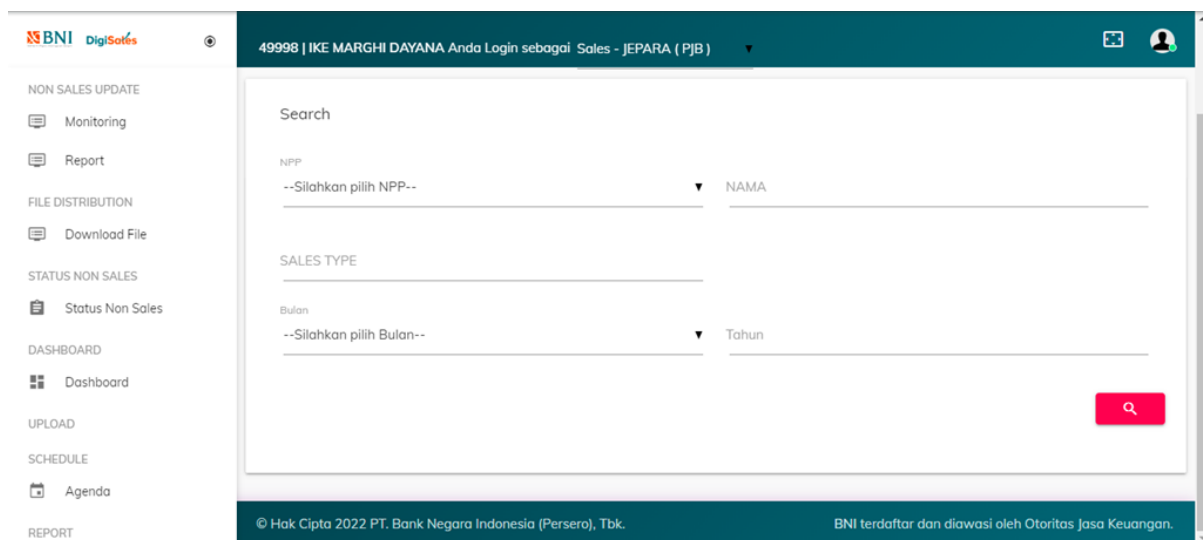 BNI DigiSales
49998 | IKE MARGHI DAYANA Anda Login sebagai Sales - JEPARA ( PJB )
NON SALES UPDATE
Monitoring
Report
FILE DISTRIBUTION
Download File
STATUS NON SALES
Status Non Sales
DASHBOARD
Dashboard
UPLOAD
SCHEDULE
Agenda
REPORT
Search
NPP
--Silahkan pilih NPP--
NAMA
SALES TYPE
Bulan
--Silahkan pilih Bulan--
Tahun
© Hak Cipta 2022 PT. Bank Negara Indonesia (Persero), Tbk.
BNI terdaftar dan diawasi oleh Otoritas Jasa Keuangan.